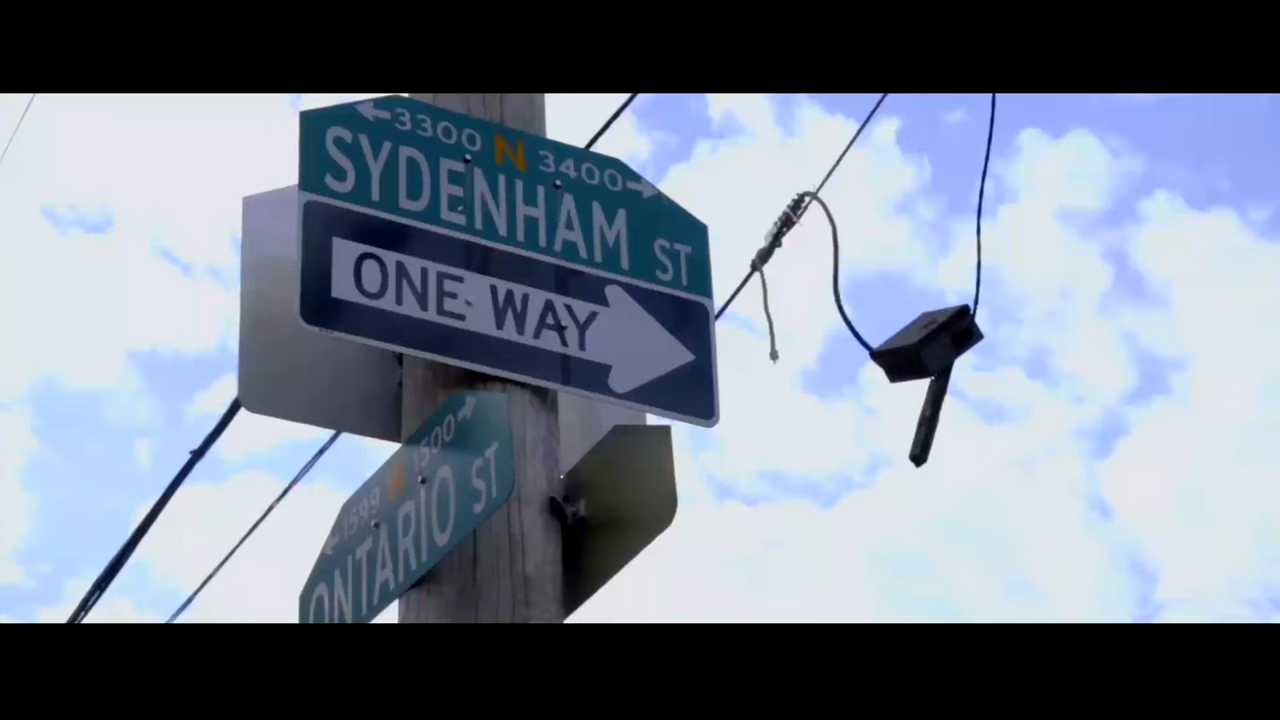 ←3300 N 3400→
SYDENHAM ST
ONE WAY
←1599 N 1500→
ONTARIO ST